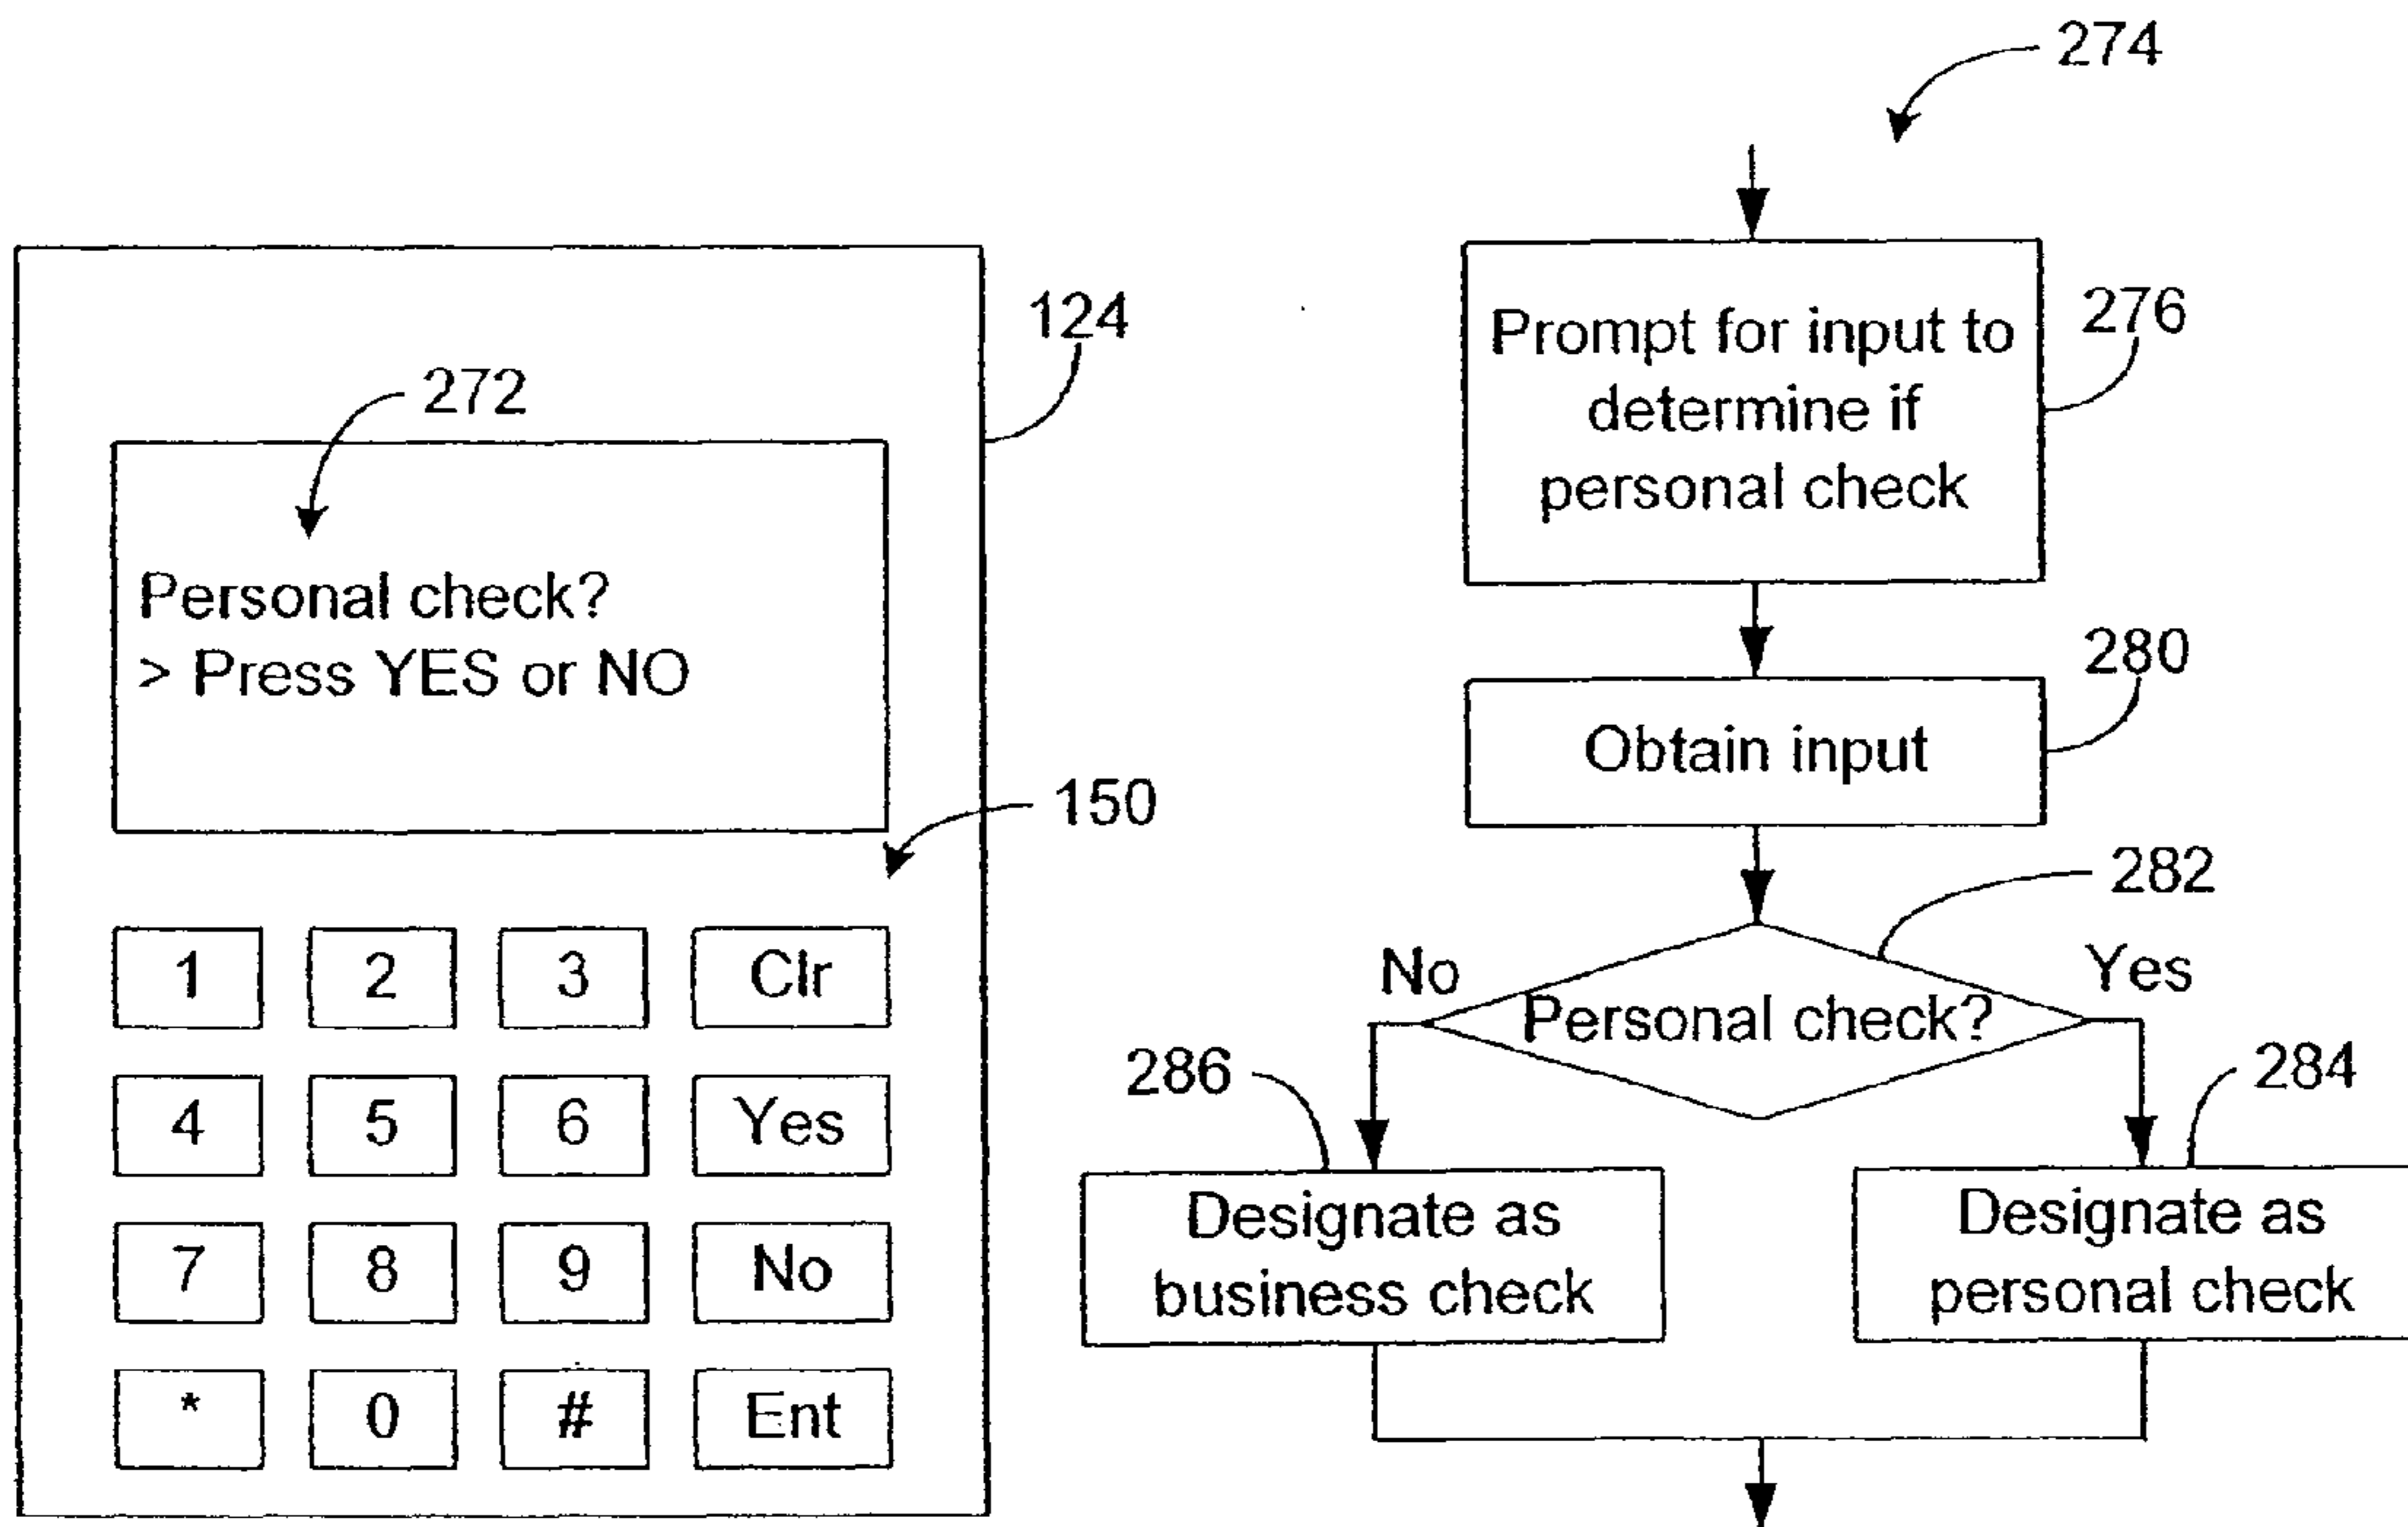 274
124
272
Personal check?
> Press YES or NO
150
1 2 3 Clr
4 5 6 Yes
7 8 9 No
* 0 # Ent
Prompt for input to
determine if
personal check
276
Obtain input
280
282
No
Yes
Personal check?
286
284
Designate as
business check
Designate as
personal check